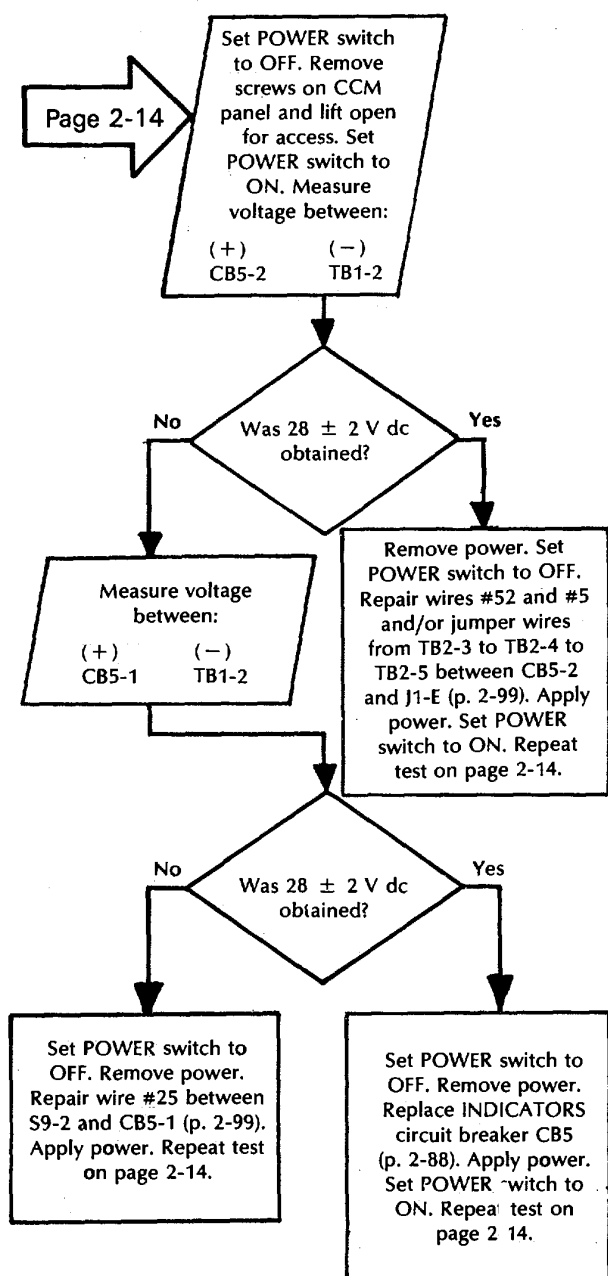 Page 2-14
Set POWER switch
to OFF. Remove
screws on CCM
panel and lift open
for access. Set
POWER switch to
ON. Measure
voltage between:
(+) (−)
CB5-2 TB1-2
No
Was 28 ± 2 V dc
obtained?
Yes
Measure voltage
between:
(+) (−)
CB5-1 TB1-2
Remove power. Set
POWER switch to OFF.
Repair wires #52 and #5
and/or jumper wires
from TB2-3 to TB2-4 to
TB2-5 between CB5-2
and J1-E (p. 2-99). Apply
power. Set POWER
switch to ON. Repeat
test on page 2-14.
No
Was 28 ± 2 V dc
obtained?
Yes
Set POWER switch to
OFF. Remove power.
Repair wire #25 between
S9-2 and CB5-1 (p. 2-99).
Apply power. Repeat test
on page 2-14.
Set POWER switch to
OFF. Remove power.
Replace INDICATORS
circuit breaker CB5
(p. 2-88). Apply power.
Set POWER switch to
ON. Repeat test on
page 2 14.